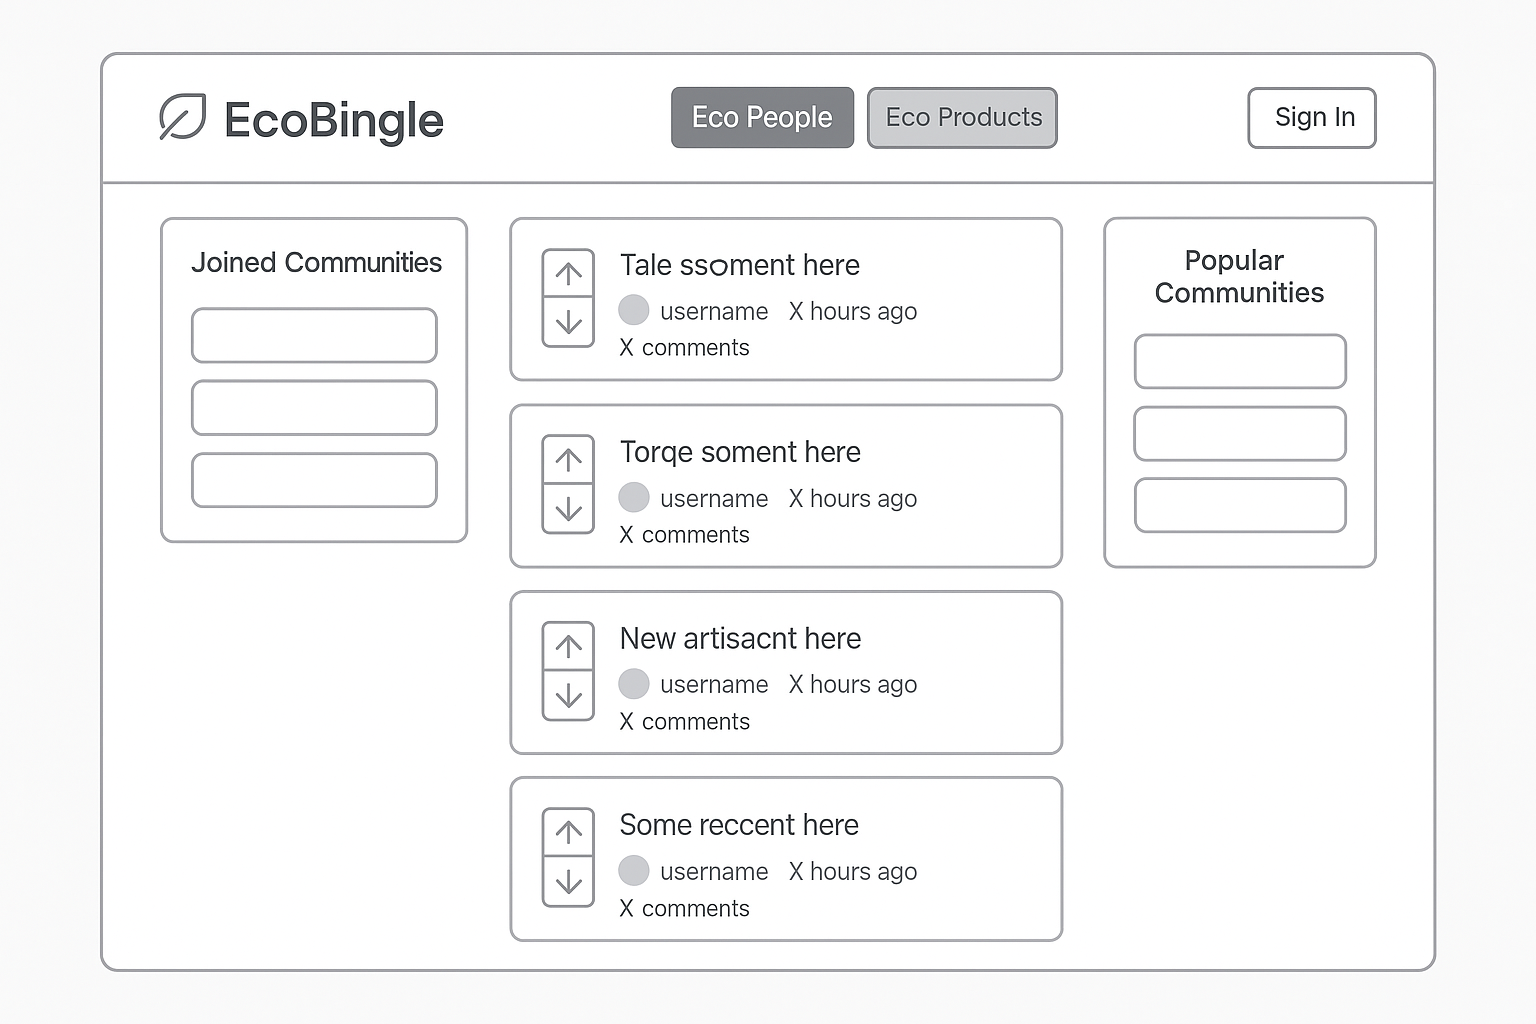 EcoBingle
Eco People
Eco Products
Sign In
Joined Communities
Tale ssoment here
username X hours ago
X comments
Torqe soment here
username X hours ago
X comments
New artisacnt here
username X hours ago
X comments
Some reccent here
username X hours ago
X comments
Popular
Communities